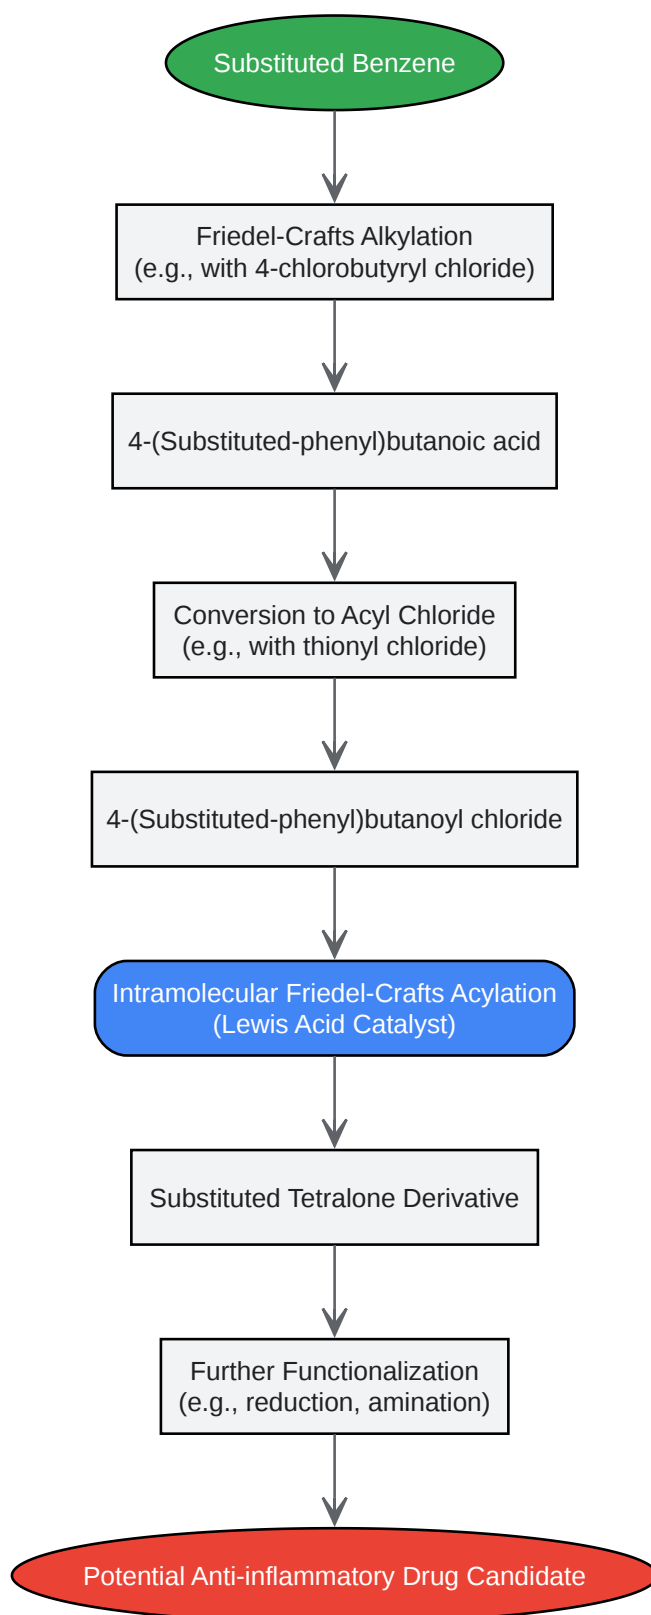 Substituted Benzene
Friedel-Crafts Alkylation
(e.g., with 4-chlorobutyryl chloride)
4-(Substituted-phenyl)butanoic acid
Conversion to Acyl Chloride
(e.g., with thionyl chloride)
4-(Substituted-phenyl)butanoyl chloride
Intramolecular Friedel-Crafts Acylation
(Lewis Acid Catalyst)
Substituted Tetralone Derivative
Further Functionalization
(e.g., reduction, amination)
Potential Anti-inflammatory Drug Candidate